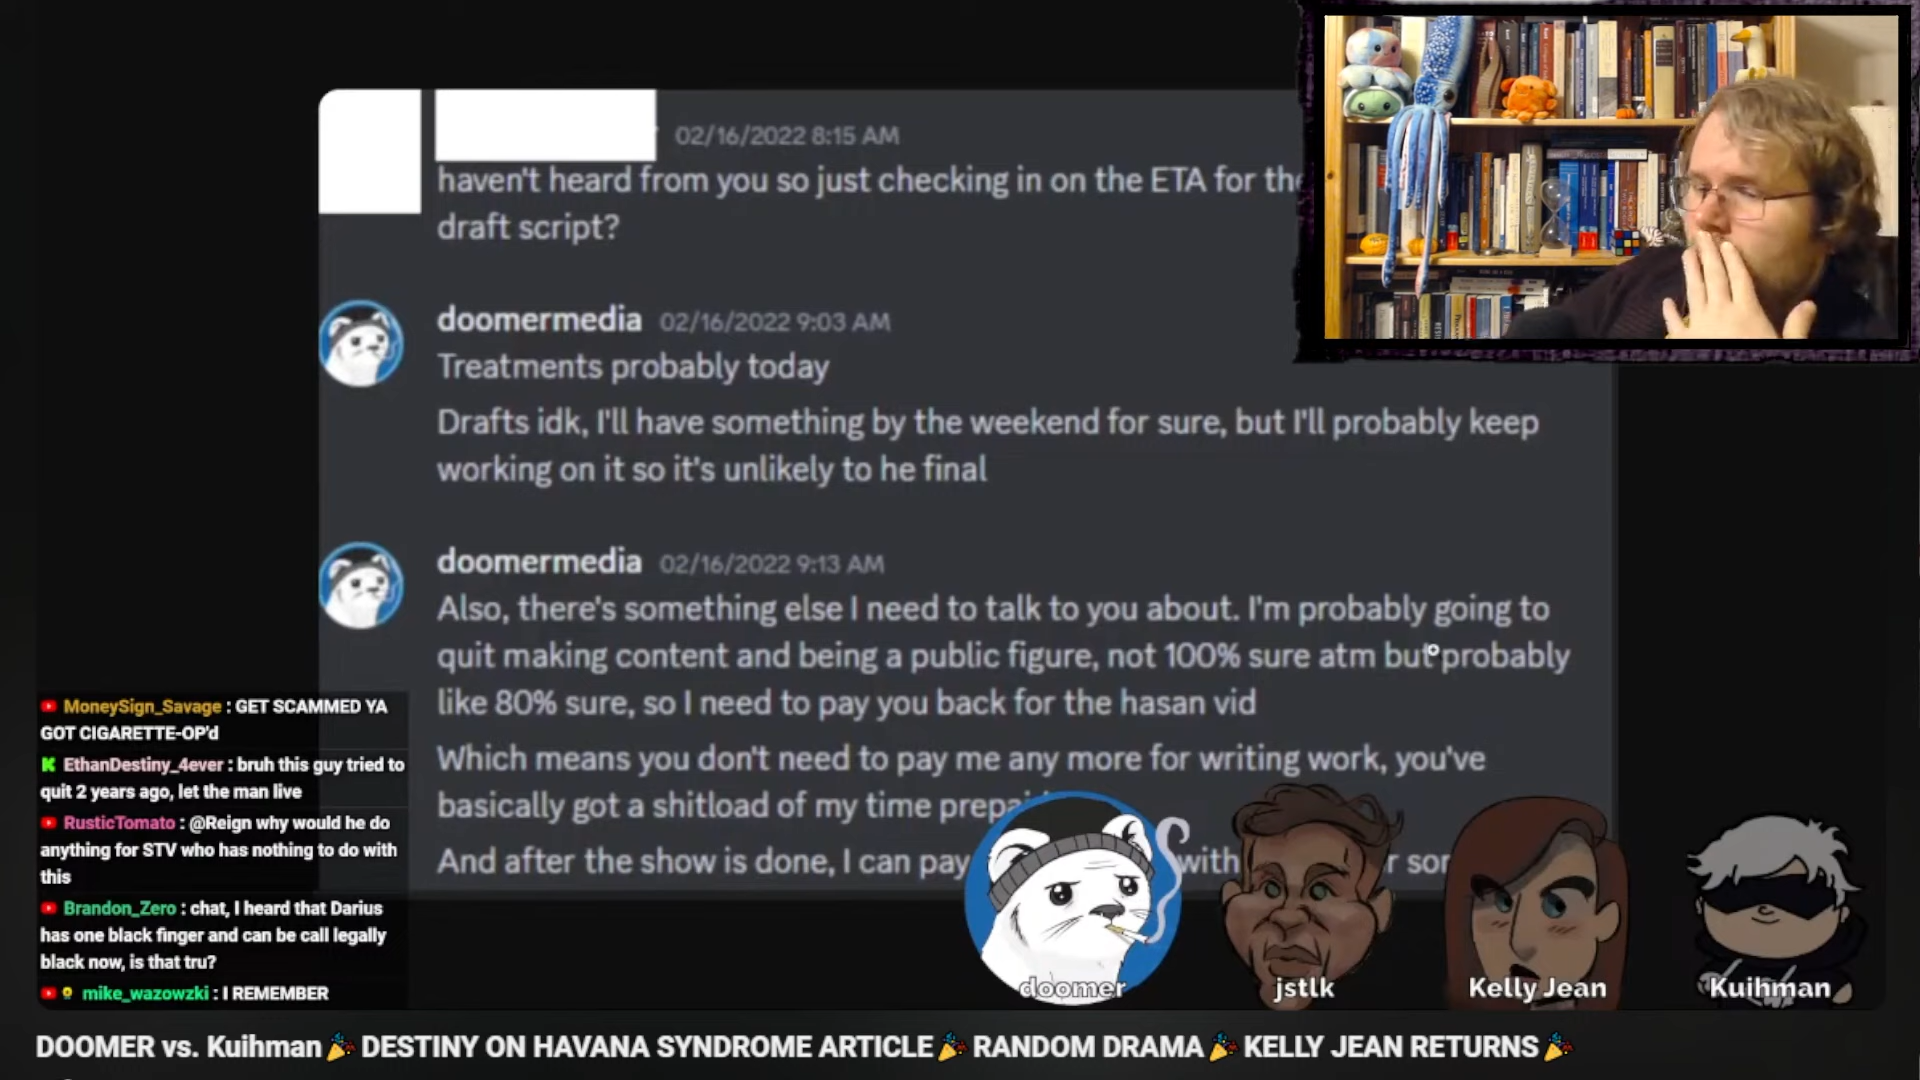 02/16/2022 8:15 AM
haven't heard from you so just checking in on the ETA for the
draft script?
doomermedia 02/16/2022 9:03 AM
Treatments probably today
Drafts idk, I'll have something by the weekend for sure, but I'll probably keep
working on it so it's unlikely to he final
doomermedia 02/16/2022 9:13 AM
Also, there's something else I need to talk to you about. I'm probably going to
quit making content and being a public figure, not 100% sure atm but probably
like 80% sure, so I need to pay you back for the hasan vid
Which means you don't need to pay me any more for writing work, you've
basically got a shitload of my time
And after the show is done, I can pay with
MoneySign_Savage : GET SCAMMED YA
GOT CIGARETTE-OP'd
EthanDestiny_4ever : bruh this guy tried to
quit 2 years ago, let the man live
RusticTomato : @Reign why would he do
anything for STV who has nothing to do with
this
Brandon_Zero : chat, I heard that Darius
has one black finger and can be call legally
black now, is that tru?
mike_wazowzki : I REMEMBER
doomer
jstlk
Kelly Jean
Kuihman
DOOMER vs. Kuihman🎉 DESTINY ON HAVANA SYNDROME ARTICLE🎉 RANDOM DRAMA🎉 KELLY JEAN RETURNS🎉